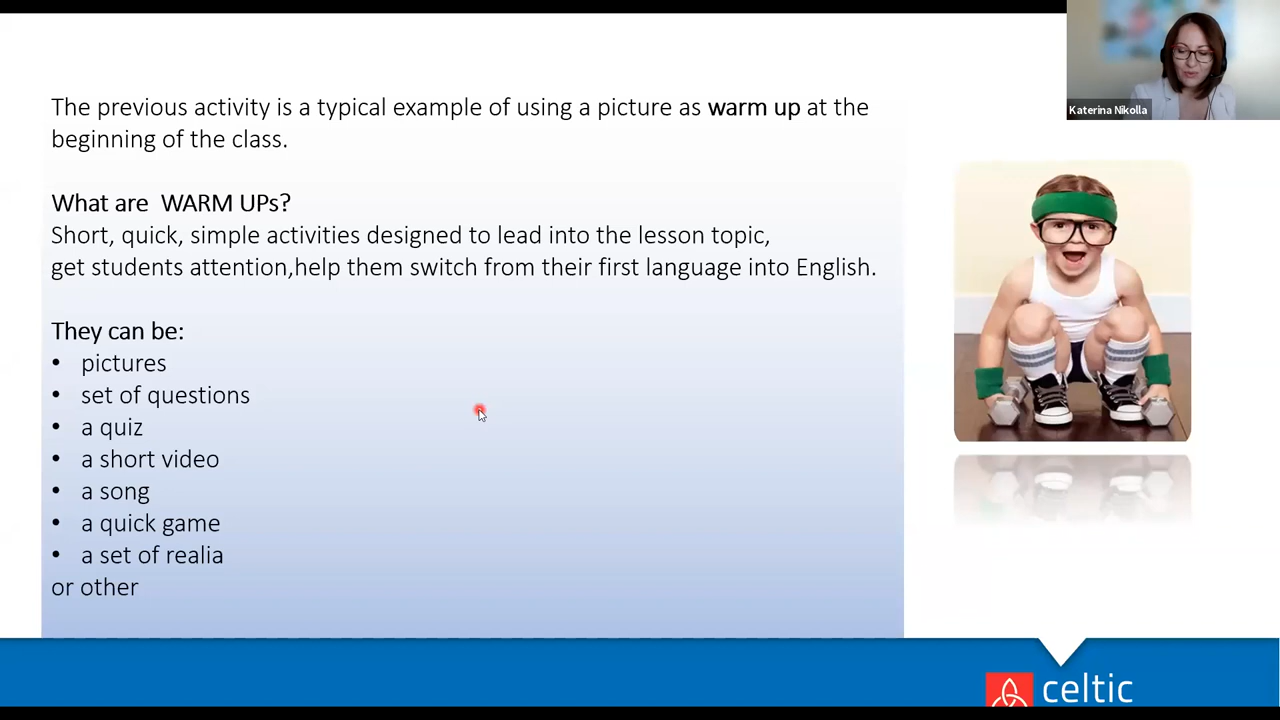 The previous activity is a typical example of using a picture as warm up at the
beginning of the class.
What are  WARM UPs?
Short, quick, simple activities designed to lead into the lesson topic,
get students attention,help them switch from their first language into English.
They can be:
• pictures
• set of questions
• a quiz
• a short video
• a song
• a quick game
• a set of realia
or other
Katerina Nikolla
celtic